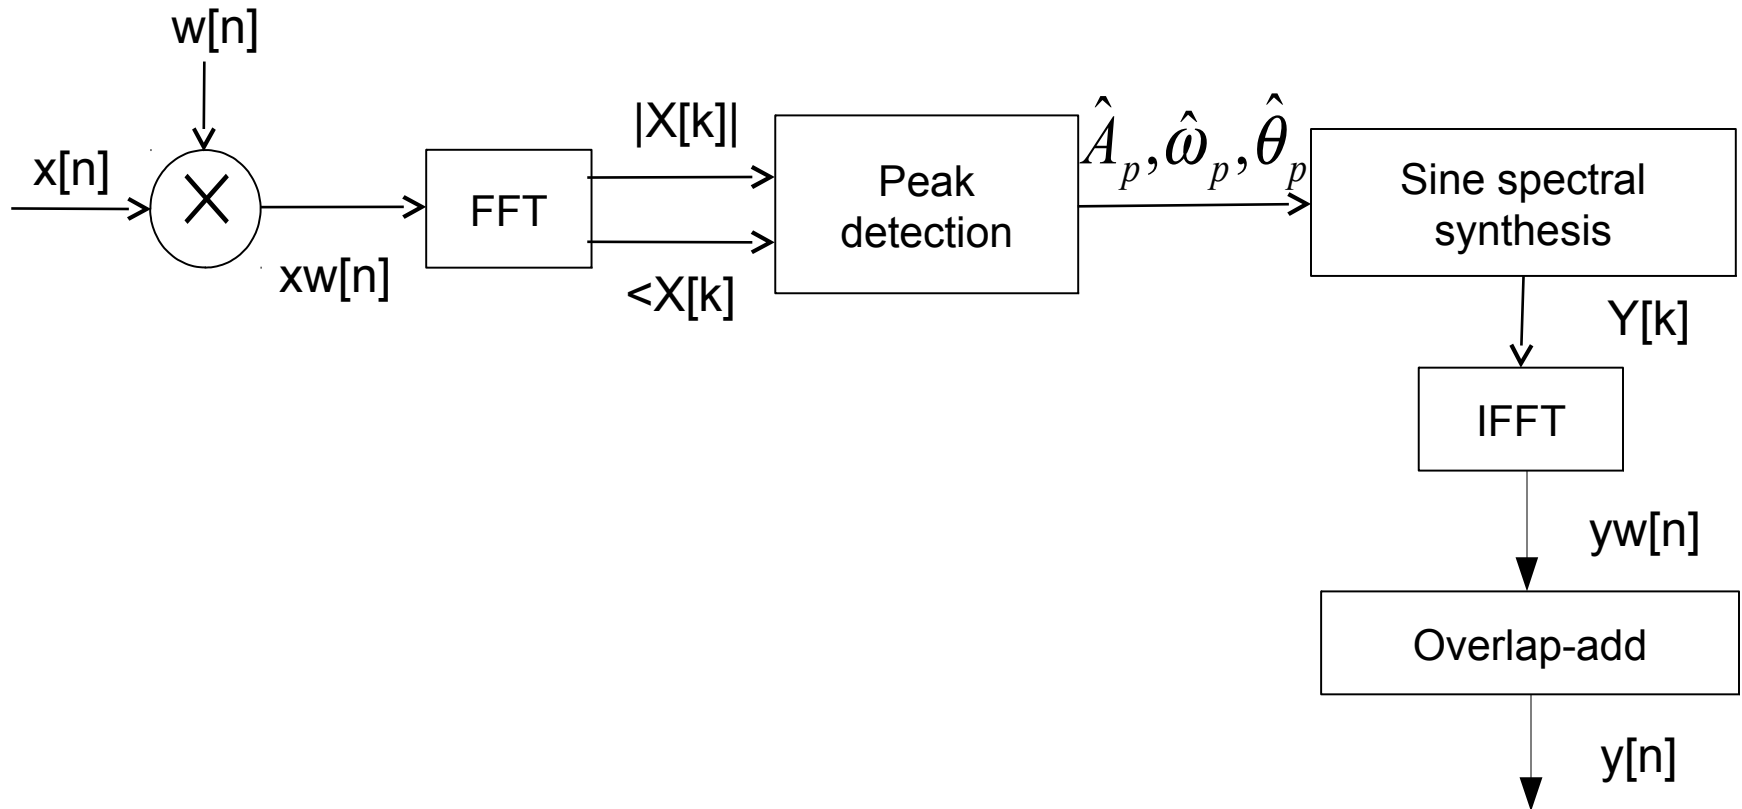 w[n]
x[n]
xw[n]
FFT
|X[k]|
<X[k]
Peak
detection
Â_p, ω̂_p, θ̂_p
Sine spectral
synthesis
Y[k]
IFFT
yw[n]
Overlap-add
y[n]